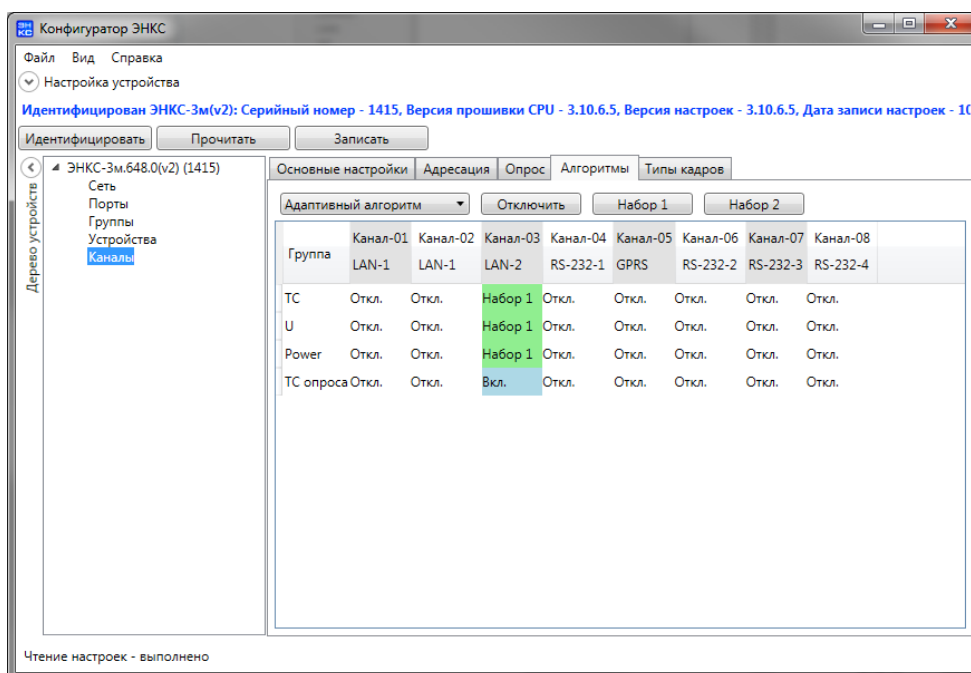 ЭН
КС Конфигуратор ЭНКС
Файл Вид Справка
Настройка устройства
Идентифицирован ЭНКС-3м(v2): Серийный номер - 1415, Версия прошивки CPU - 3.10.6.5, Версия настроек - 3.10.6.5, Дата записи настроек - 10
Идентифицировать Прочитать Записать
Дерево устройств
ЭНКС-3м.648.0(v2) (1415)
Сеть
Порты
Группы
Устройства
Каналы
Основные настройки Адресация Опрос Алгоритмы Типы кадров
Адаптивный алгоритм Отключить Набор 1 Набор 2
Группа Канал-01 Канал-02 Канал-03 Канал-04 Канал-05 Канал-06 Канал-07 Канал-08
LAN-1 LAN-1 LAN-2 RS-232-1 GPRS RS-232-2 RS-232-3 RS-232-4
ТС Откл. Откл. Набор 1 Откл. Откл. Откл. Откл. Откл.
U Откл. Откл. Набор 1 Откл. Откл. Откл. Откл. Откл.
Power Откл. Откл. Набор 1 Откл. Откл. Откл. Откл. Откл.
ТС опроса Откл. Откл. Вкл. Откл. Откл. Откл. Откл. Откл.
Чтение настроек - выполнено